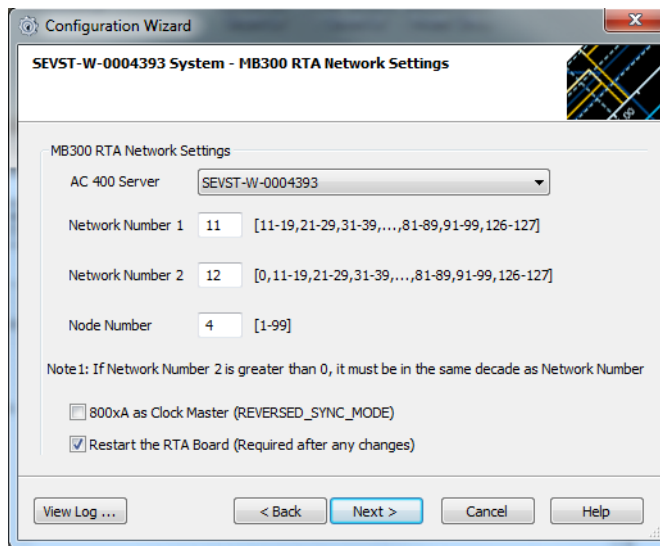 Configuration Wizard
SEVST-W-0004393 System - MB300 RTA Network Settings
MB300 RTA Network Settings
AC 400 Server SEVST-W-0004393
Network Number 1 11 [11-19,21-29,31-39,...,81-89,91-99,126-127]
Network Number 2 12 [0,11-19,21-29,31-39,...,81-89,91-99,126-127]
Node Number 4 [1-99]
Note1: If Network Number 2 is greater than 0, it must be in the same decade as Network Number
800xA as Clock Master (REVERSED_SYNC_MODE)
Restart the RTA Board (Required after any changes)
View Log ... < Back Next > Cancel Help